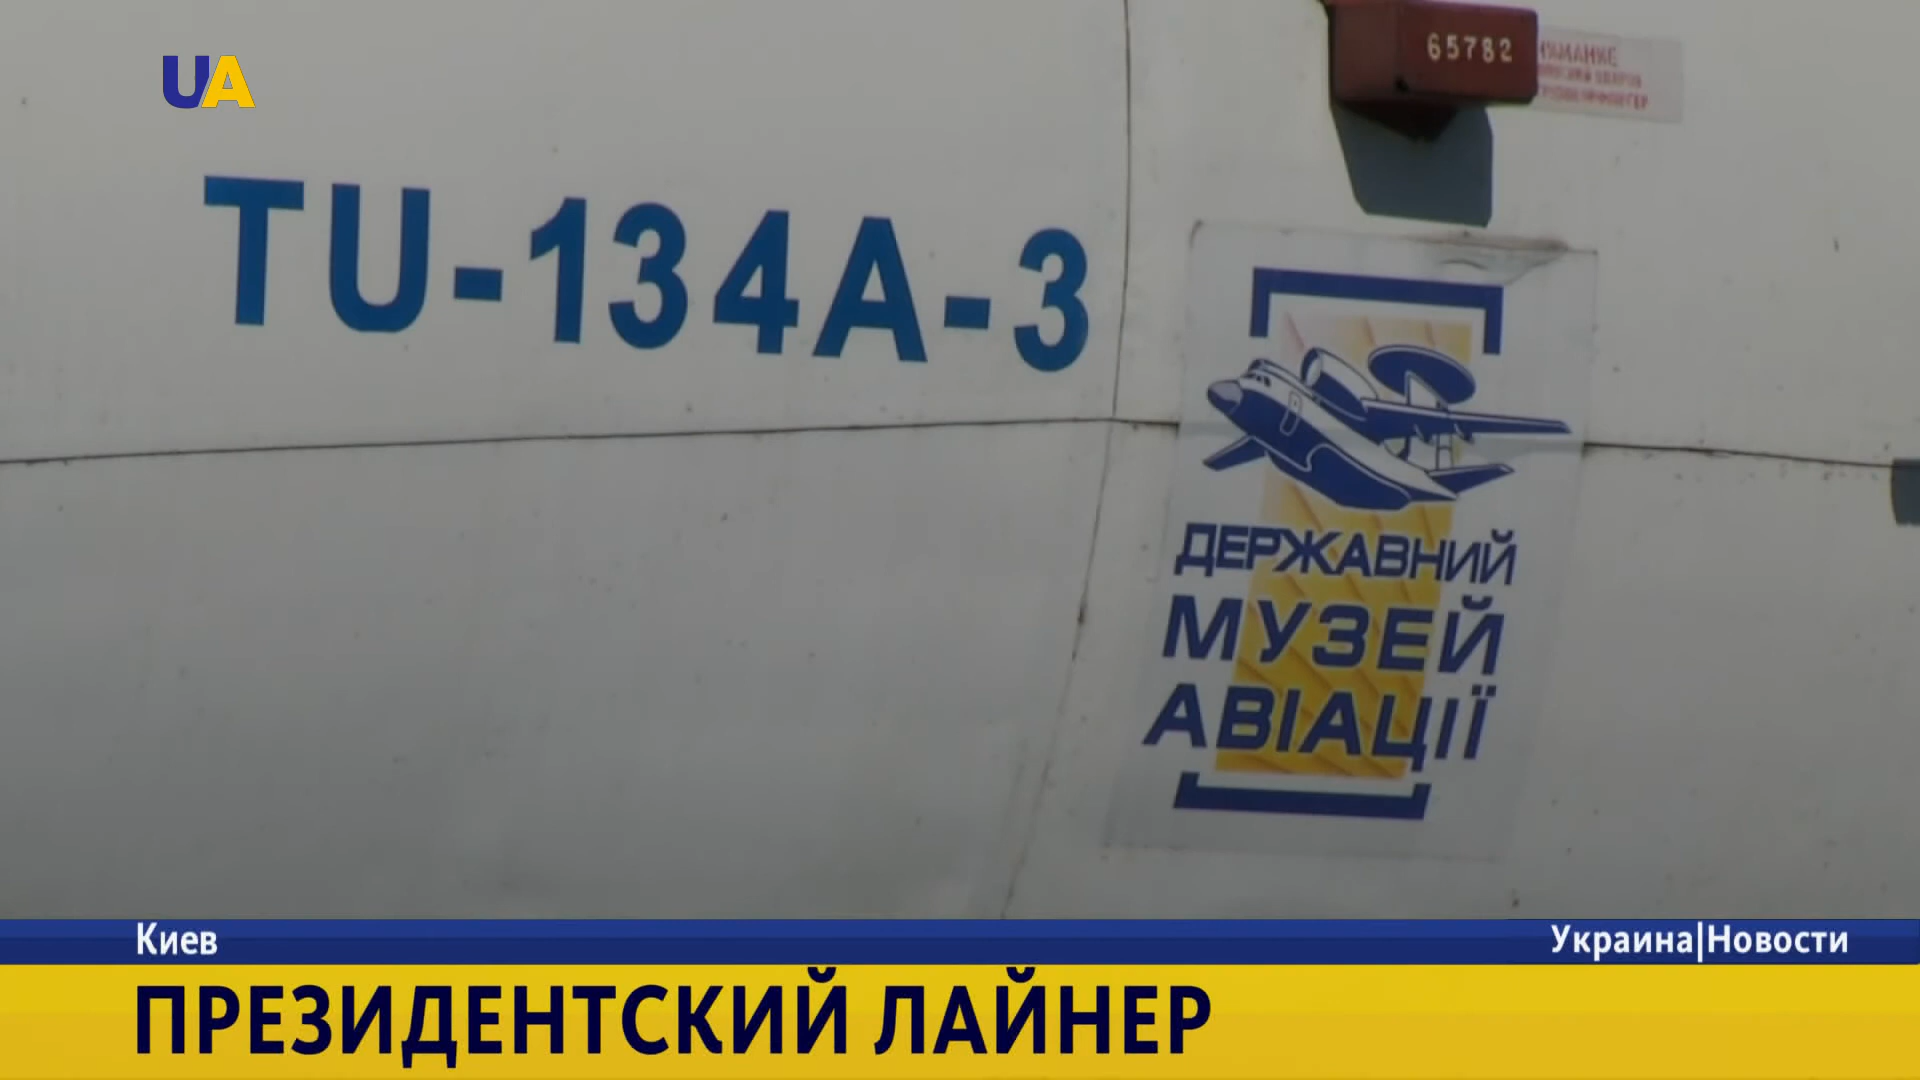 UA
65782
TU-134A-3
ДЕРЖАВНИЙ
МУЗЕЙ
АВІАЦІЇ
Киев
Украина|Новости
ПРЕЗИДЕНТСКИЙ ЛАЙНЕР